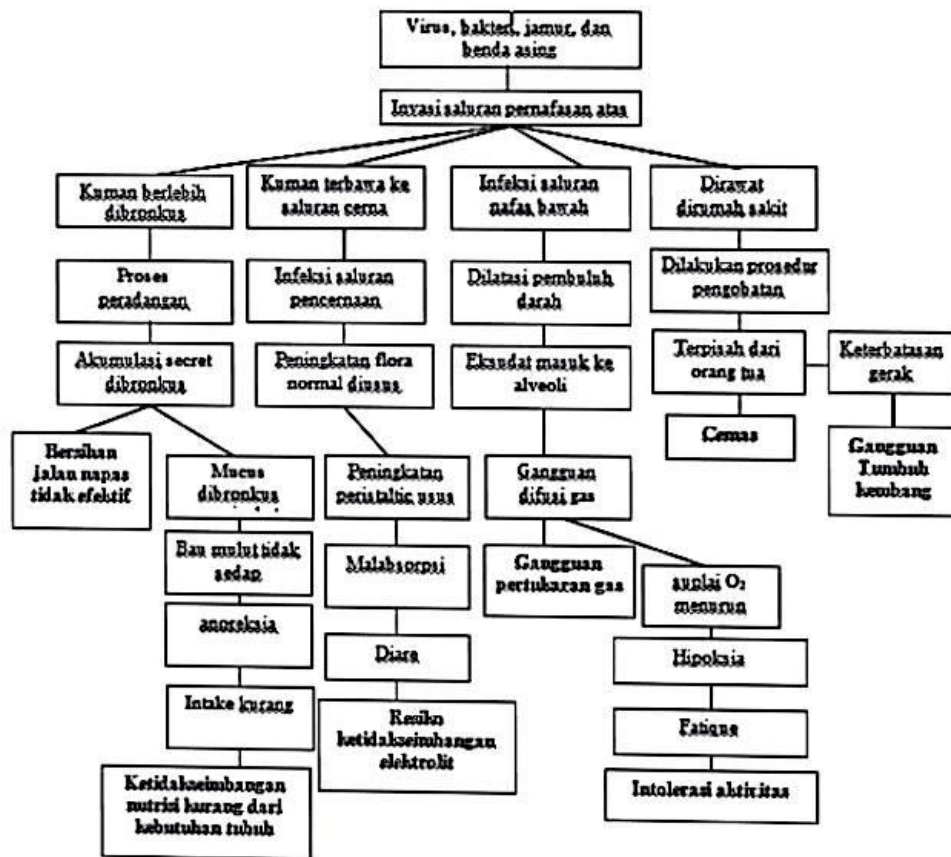 Virus, bakteri, jamur, dan
benda asing
Invasi saluran pernafasan atas
Kuman berlebih
dibronkus
Kuman terbawa ke
saluran cerna
Infeksi saluran
nafas bawah
Dirawat
dirumah sakit
Proses
peradangan
Infeksi saluran
pencernaan
Dilatasi pembuluh
darah
Dilakukan prosedur
pengobatan
Akumulasi secret
dibronkus
Peningkatan flora
normal diusus
Eksudat masuk ke
alveoli
Terpisah dari
orang tua
Keterbatasan
gerak
Bersihan
jalan napas
tidak efektif
Mucus
dibronkus
Peningkatan
peristaltic usus
Gangguan
difusi gas
Cemas
Gangguan
Tumbuh
kembang
Bau mulut tidak
sedap
Malabsorpsi
Gangguan
pertukaran gas
suplai O₂
menurun
anoreksia
Diare
Hipoksia
Intake kurang
Resiko
ketidakseimbangan
elektrolit
Fatique
Ketidakseimbangan
nutrisi kurang dari
kebutuhan tubuh
Intoleransi aktivitas